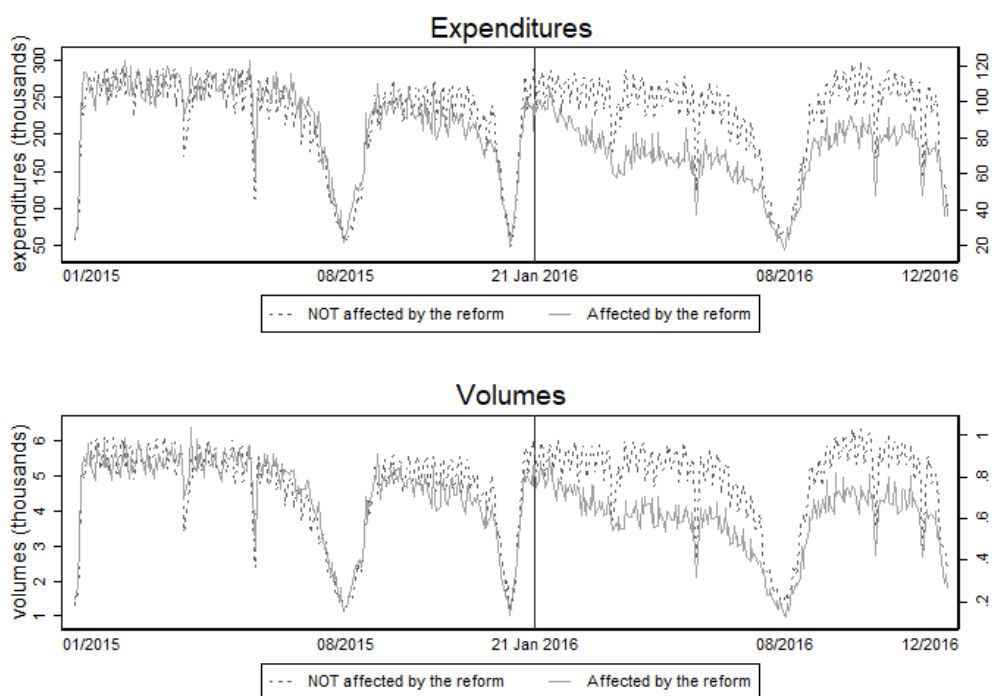 Expenditures
expenditures (thousands)
300
250
200
150
100
50
120
100
80
60
40
20
01/2015 08/2015 21 Jan 2016 08/2016 12/2016
NOT affected by the reform Affected by the reform
Volumes
volumes (thousands)
6
5
4
3
2
1
1
.8
.6
.4
.2
01/2015 08/2015 21 Jan 2016 08/2016 12/2016
NOT affected by the reform Affected by the reform